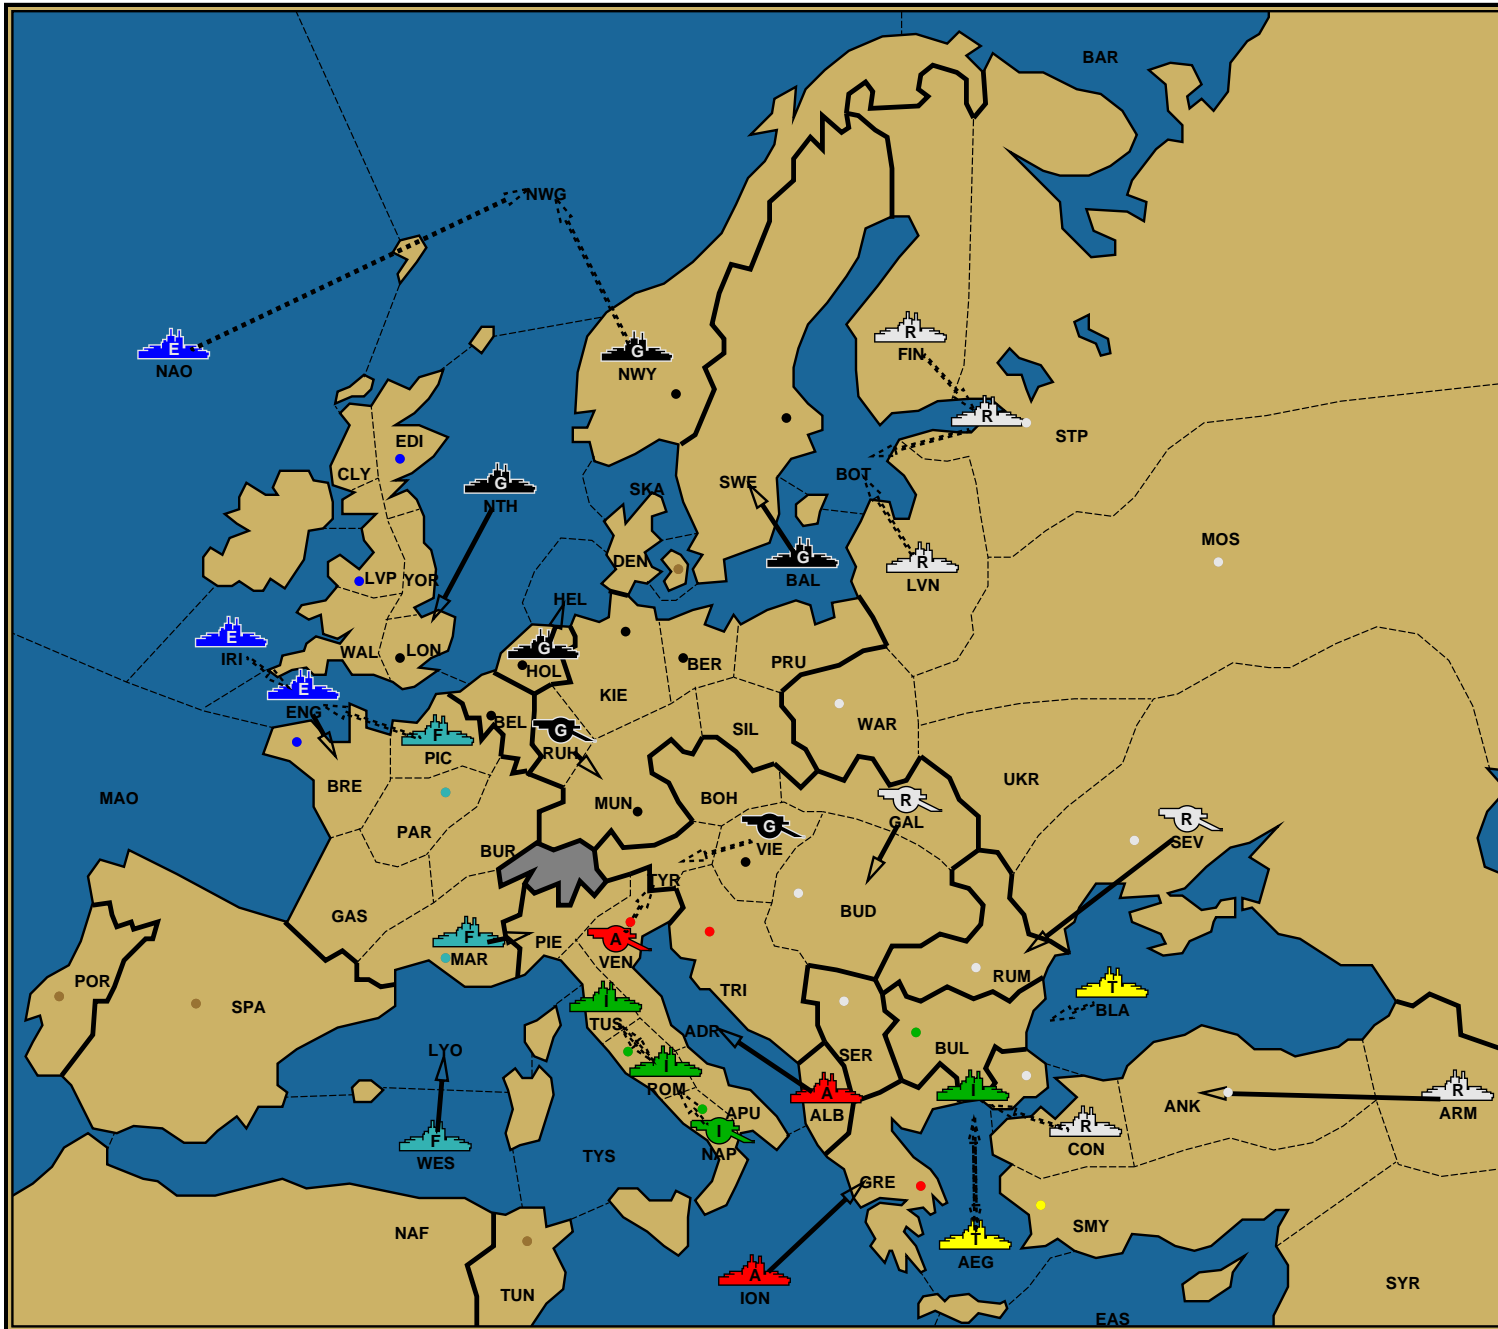 BAR
NWG
E
NAO
G
NWY
R
FIN
R
STP
EDI
CLY
G
NTH
SKA
SWE
BOT
MOS
DEN
G
BAL
R
LVN
LVP
YOR
HEL
E
IRI
WAL
LON
G
HOL
BER
PRU
E
ENG
KIE
F
PIC
BEL
G
RUH
SIL
WAR
UKR
BRE
MAO
MUN
BOH
R
GAL
R
SEV
PAR
G
VIE
BUR
TYR
GAS
BUD
F
MAR
PIE
A
VEN
POR
SPA
TRI
RUM
I
TUS
T
BLA
ADR
LYO
SER
BUL
I
ROM
A
ALB
I
ANK
R
ARM
APU
I
NAP
R
CON
F
WES
TYS
GRE
NAF
SMY
T
AEG
A
ION
TUN
SYR
EAS